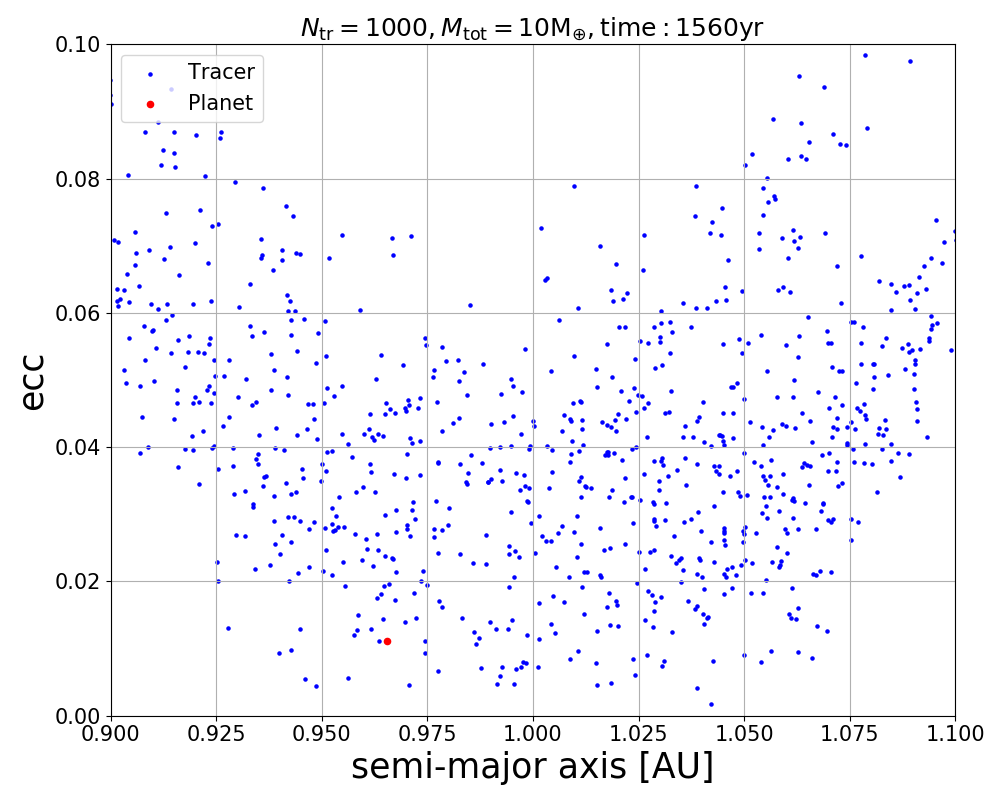 N_tr = 1000, M_tot = 10M_⊕, time : 1560yr
0.10
Tracer
Planet
0.08
0.06
0.04
0.02
0.00
ecc
0.900 0.925 0.950 0.975 1.000 1.025 1.050 1.075 1.100
semi-major axis [AU]